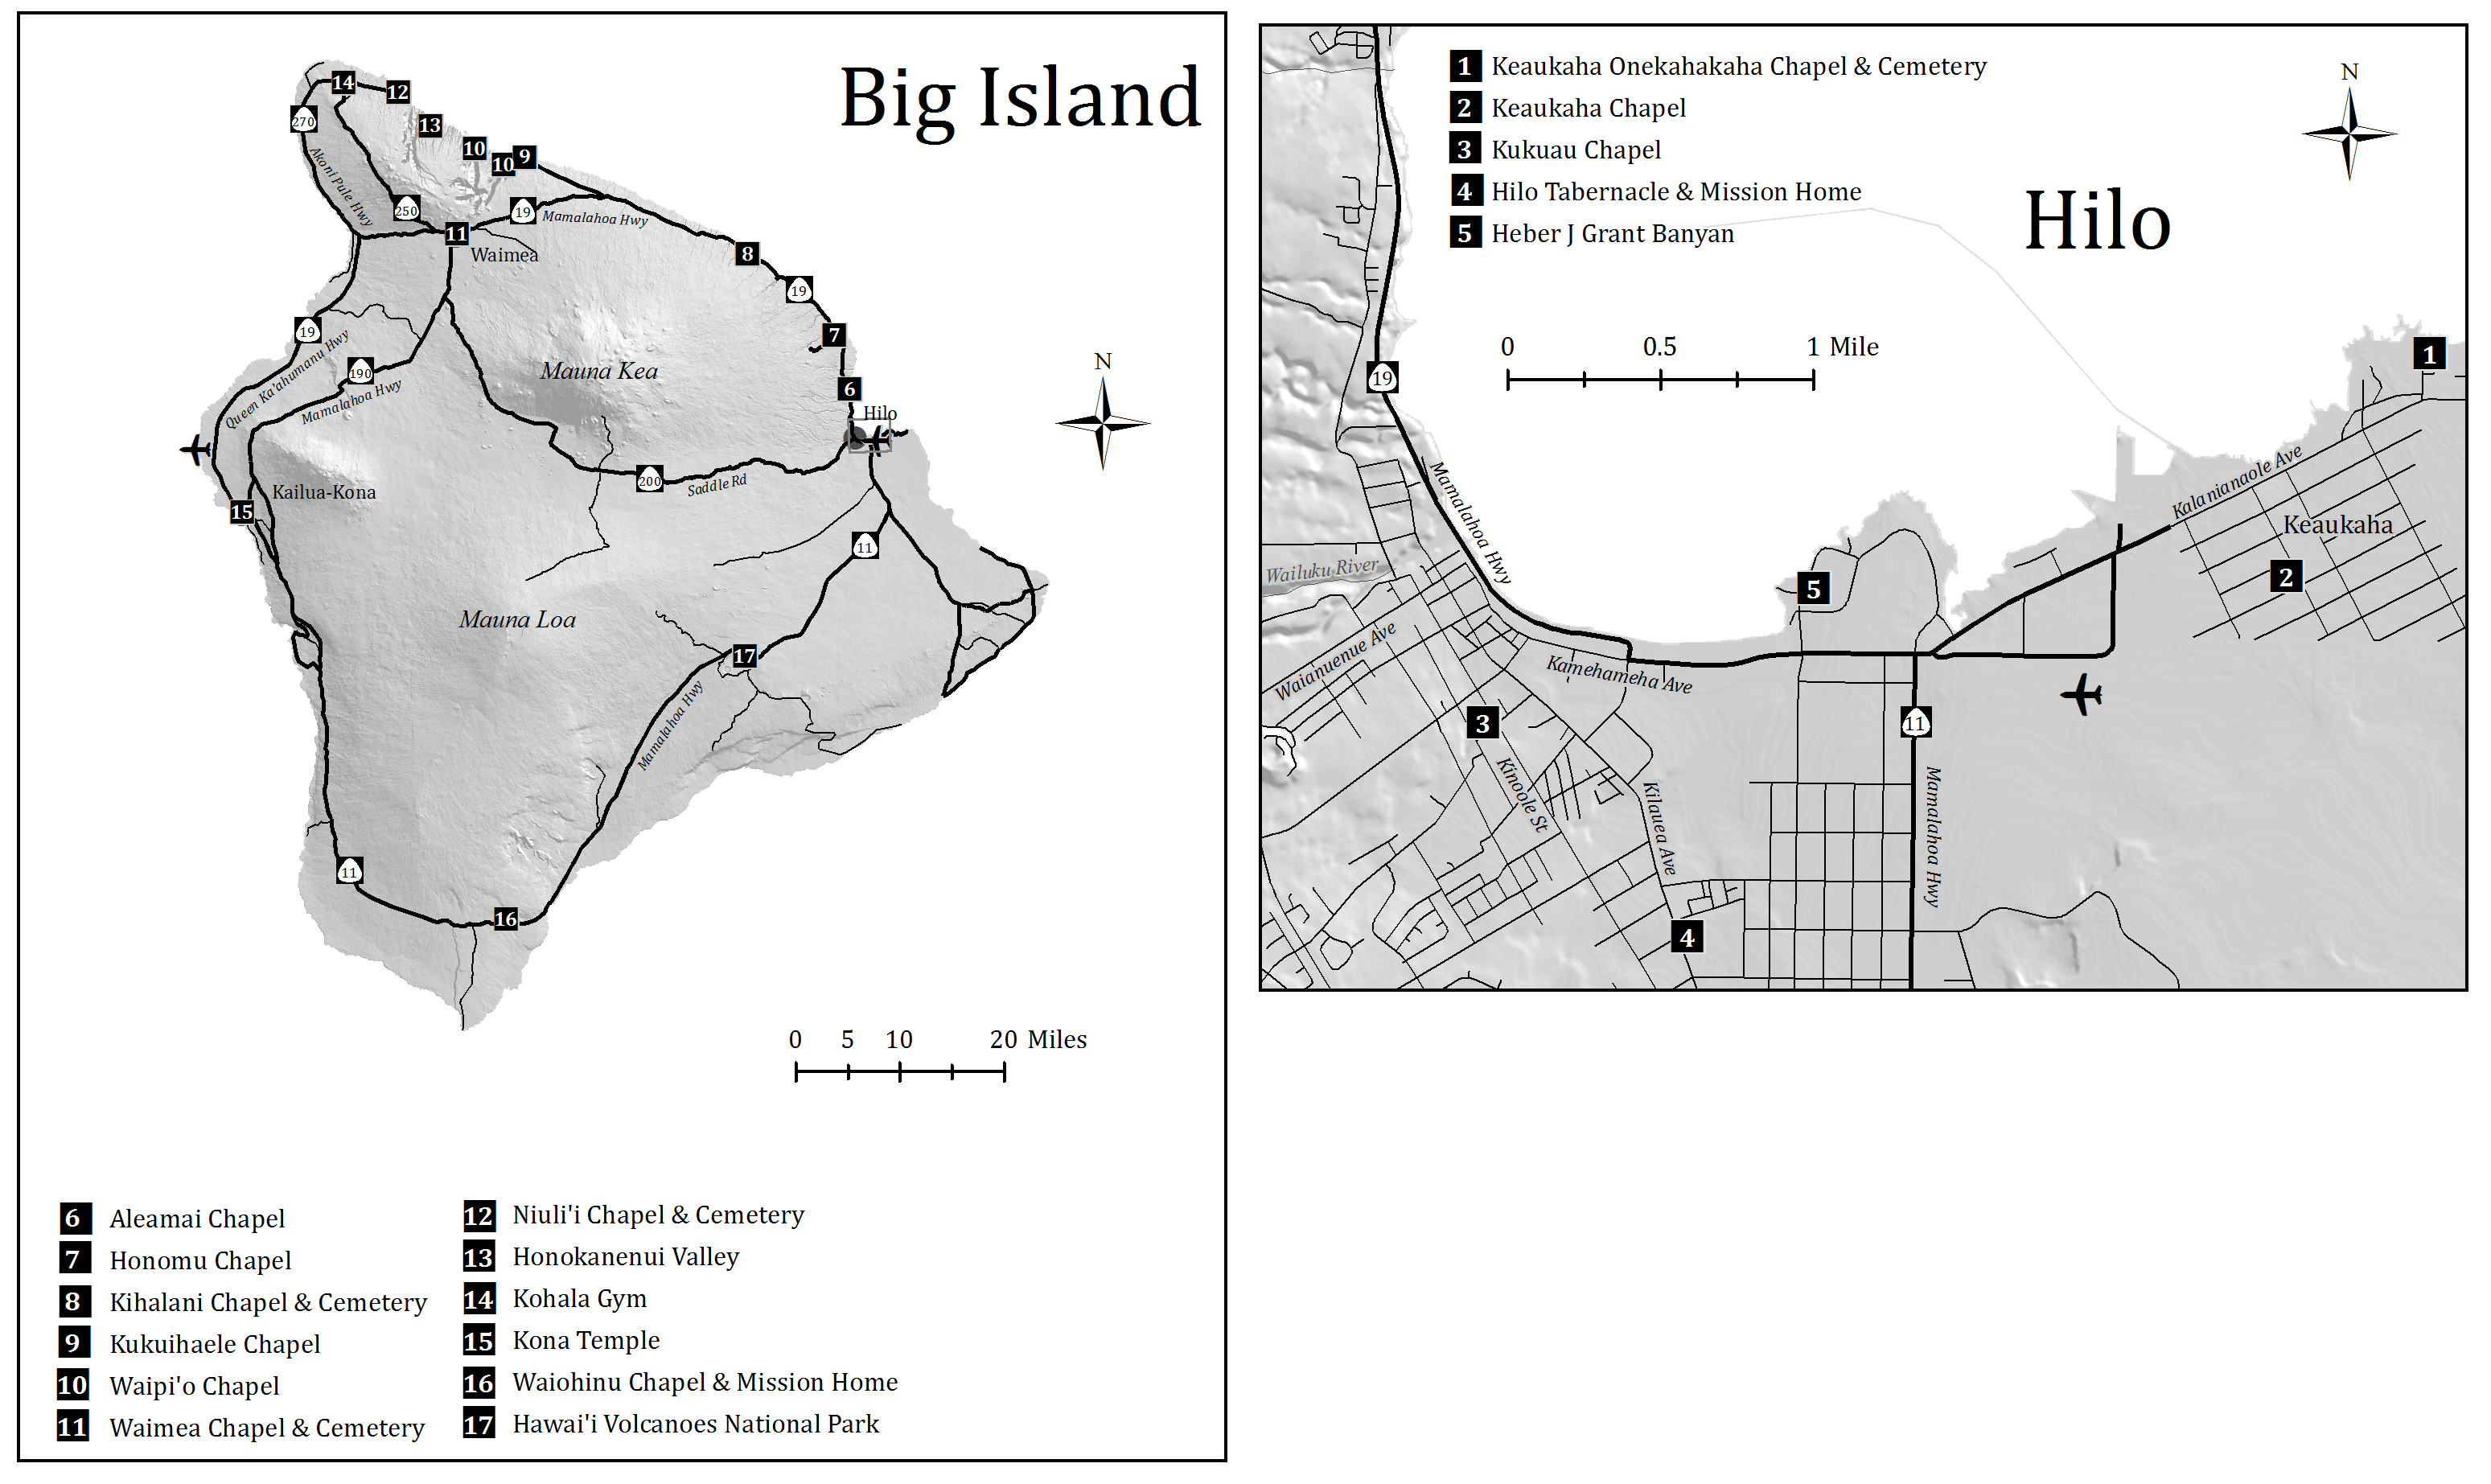 Big Island
14
12
270
13
10
10
9
Akoni Pule Hwy
250
19
Mamalahoa Hwy
11
Waimea
8
19
19
7
Queen Ka'ahumanu Hwy
190
Mamalahoa Hwy
Mauna Kea
6
Hilo
N
200
Saddle Rd
Kailua-Kona
15
11
Mauna Loa
17
Mamalahoa Hwy
11
16
0 5 10 20 Miles
6 Aleamai Chapel
7 Honomu Chapel
8 Kihalani Chapel & Cemetery
9 Kukuihaele Chapel
10 Waipi'o Chapel
11 Waimea Chapel & Cemetery
12 Niuli'i Chapel & Cemetery
13 Honokanenui Valley
14 Kohala Gym
15 Kona Temple
16 Waiohinu Chapel & Mission Home
17 Hawai'i Volcanoes National Park
1 Keaukaha Onekahakaha Chapel & Cemetery
2 Keaukaha Chapel
3 Kukuau Chapel
4 Hilo Tabernacle & Mission Home
5 Heber J Grant Banyan
N
Hilo
0 0.5 1 Mile
1
19
Mamalahoa Hwy
Kalanianaole Ave
Keaukaha
2
Wailuku River
5
Waianuenue Ave
Kamehameha Ave
3
11
Kinoole St
Kilauea Ave
Mamalahoa Hwy
4